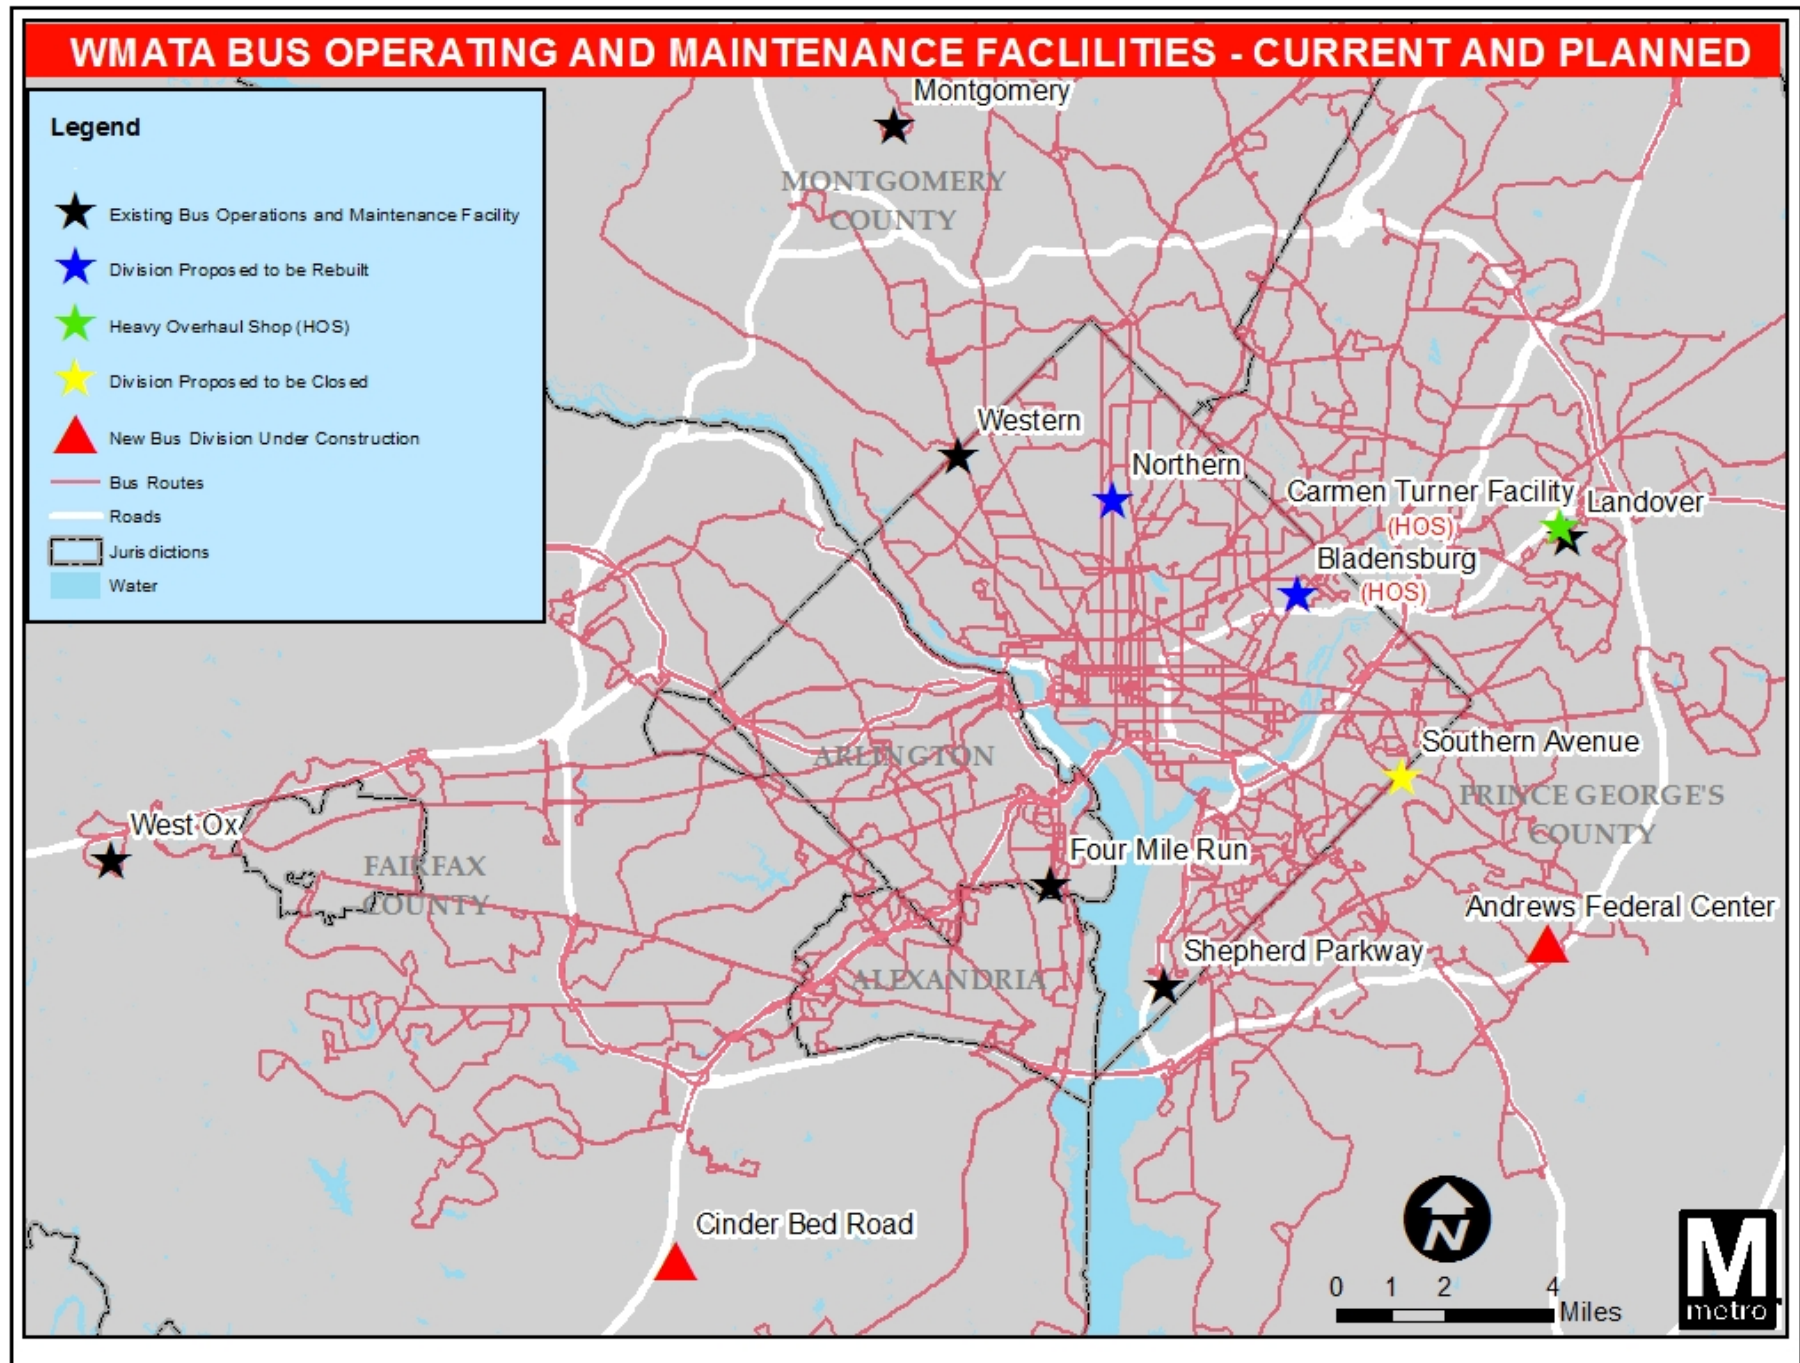 WMATA BUS OPERATING AND MAINTENANCE FACLILITIES - CURRENT AND PLANNED
Legend
Existing Bus Operations and Maintenance Facility
Division Proposed to be Rebuilt
Heavy Overhaul Shop (HOS)
Division Proposed to be Closed
New Bus Division Under Construction
Bus Routes
Roads
Jurisdictions
Water
Montgomery
MONTGOMERY
COUNTY
Western
Northern
Carmen Turner Facility
(HOS)
Landover
Bladensburg
(HOS)
Southern Avenue
ARLINGTON
PRINCE GEORGE'S
COUNTY
West Ox
FAIRFAX
COUNTY
Four Mile Run
Andrews Federal Center
Shepherd Parkway
ALEXANDRIA
Cinder Bed Road
N
0 1 2 4
Miles
M
metro